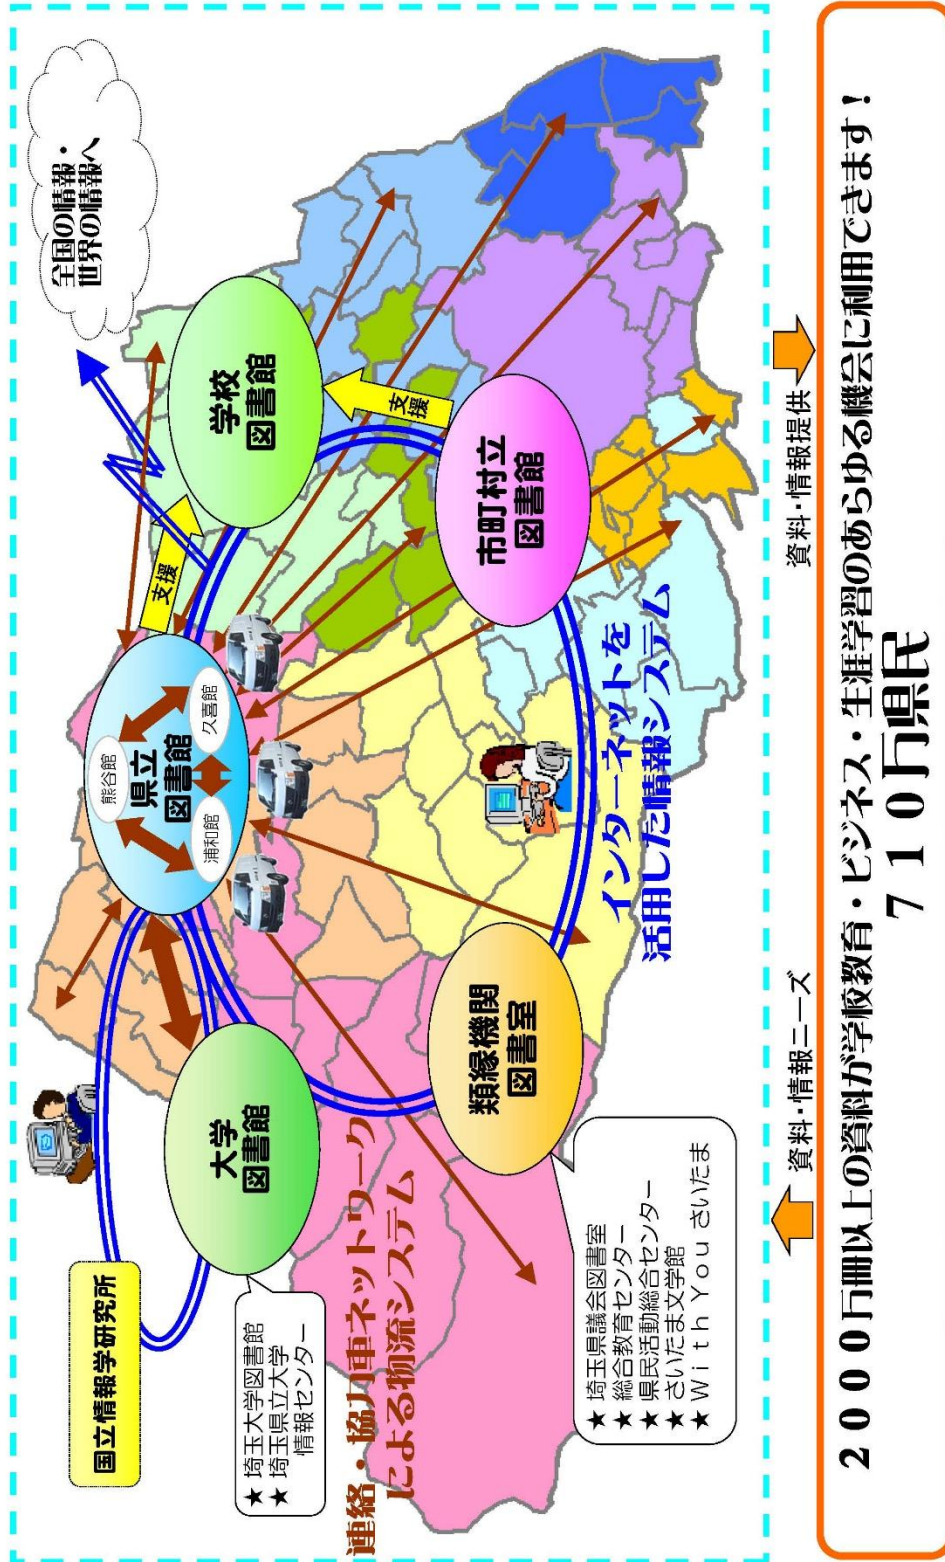 全国の情報・
世界の情報へ
国立情報学研究所
県立
図書館
熊谷館
浦和館
久喜館
支援
学校
図書館
支援
大学
図書館
★ 埼玉大学図書館
★ 埼玉県立大学
情報センター
市町村立
図書館
類縁機関
図書室
インターネットを
活用した情報システム
連絡・協力車ネットワーク
による物流システム
★ 埼玉県議会図書室
★ 総合教育センター
★ 県民活動総合センター
★ さいたま文学館
★ With You さいたま
資料・情報ニーズ
資料・情報提供
2000万冊以上の資料が学校教育・ビジネス・生涯学習のあらゆる機会に利用できます！
710万県民